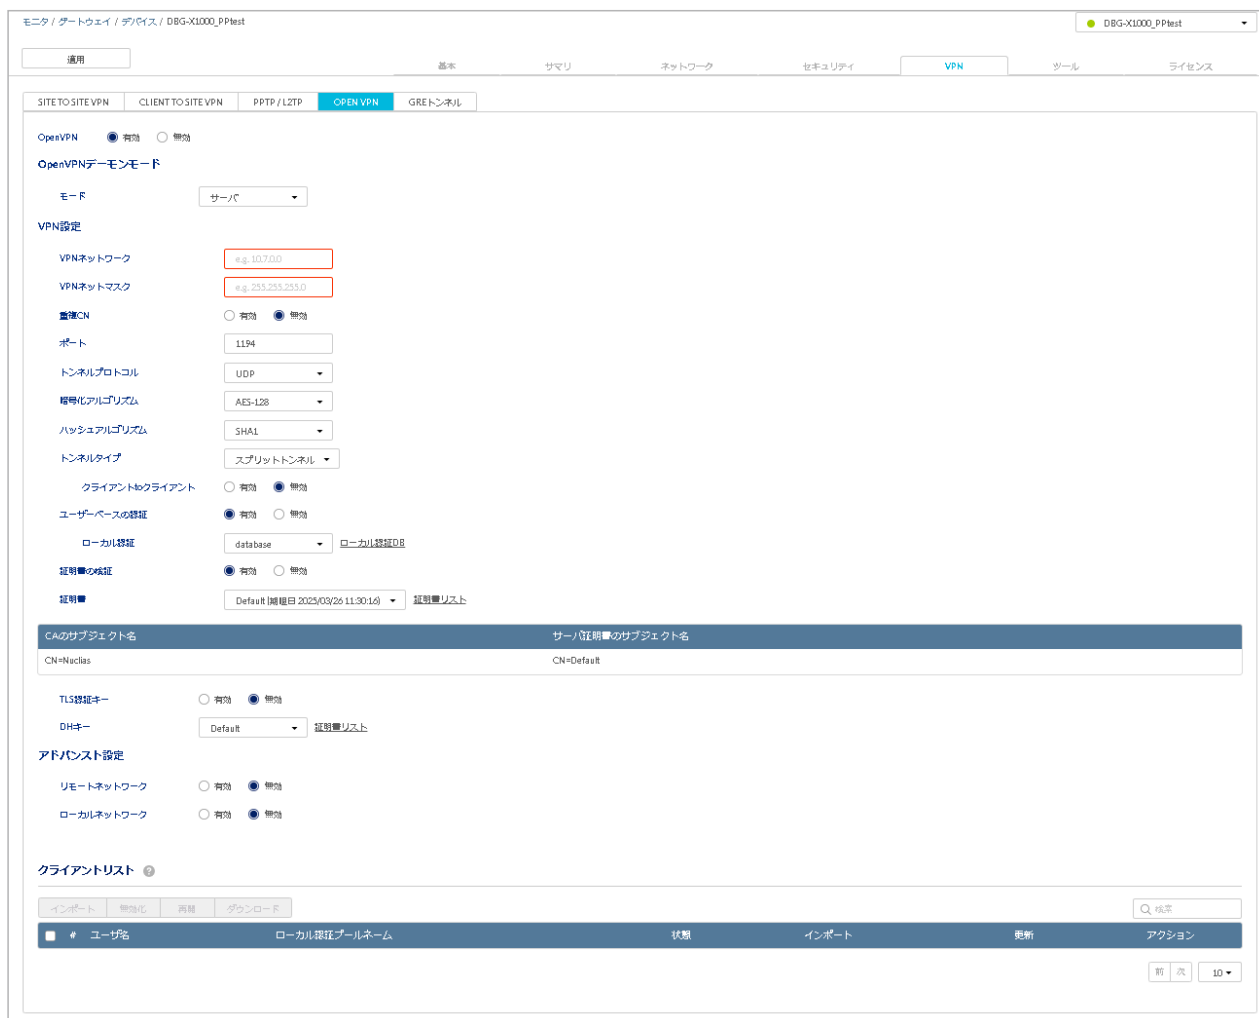 モニタ / ゲートウェイ / デバイス / DBG-X1000_PPtest
DBG-X1000_PPtest
適用
基本 サマリ ネットワーク セキュリティ VPN ツール ライセンス
SITE TO SITE VPN CLIENT TO SITE VPN PPTP / L2TP OPEN VPN GREトンネル
OpenVPN 有効 無効
OpenVPNデーモンモード
モード サーバ
VPN設定
VPNネットワーク e.g. 10.7.0.0
VPNネットマスク e.g. 255.255.255.0
重複CN 有効 無効
ポート 1194
トンネルプロトコル UDP
暗号化アルゴリズム AES-128
ハッシュアルゴリズム SHA1
トンネルタイプ スプリットトンネル
クライアントtoクライアント 有効 無効
ユーザーベースの認証 有効 無効
ローカル認証 database ローカル認証DB
証明書の検証 有効 無効
証明書 Default (期限日 2025/03/26 11:30:16) 証明書リスト
CAのサブジェクト名 サーバ証明書のサブジェクト名
CN=Nuclias CN=Default
TLS認証キー 有効 無効
DHキー Default 証明書リスト
アドバンスト設定
リモートネットワーク 有効 無効
ローカルネットワーク 有効 無効
クライアントリスト ?
インポート 無効化 再開 ダウンロード 検索
# ユーザ名 ローカル認証プールネーム 状態 インポート 更新 アクション
前 次 10